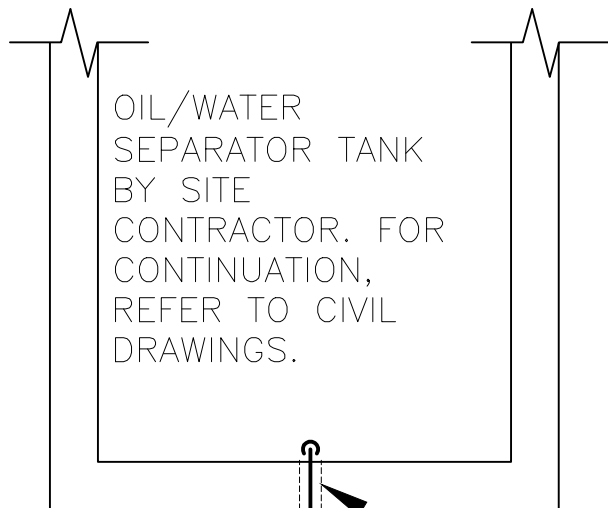 OIL/WATER
SEPARATOR TANK
BY SITE
CONTRACTOR. FOR
CONTINUATION,
REFER TO CIVIL
DRAWINGS.